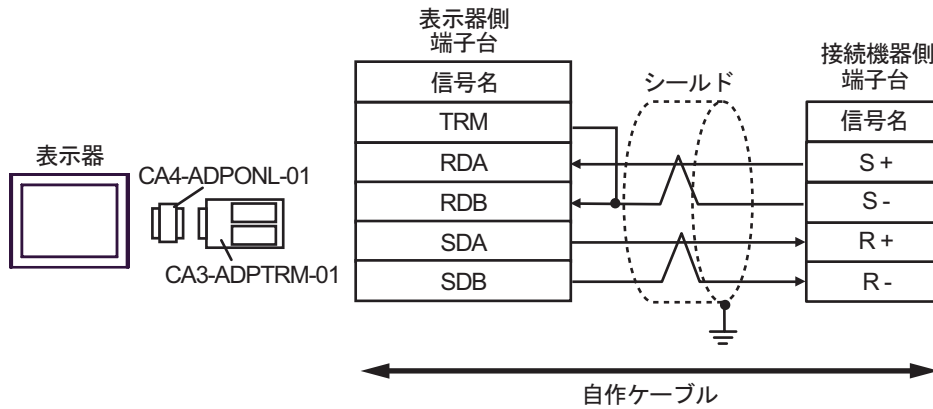 表示器
CA4-ADPONL-01
CA3-ADPTRM-01
表示器側
端子台
信号名
TRM
RDA
RDB
SDA
SDB
シールド
接続機器側
端子台
信号名
S+
S-
R+
R-
自作ケーブル